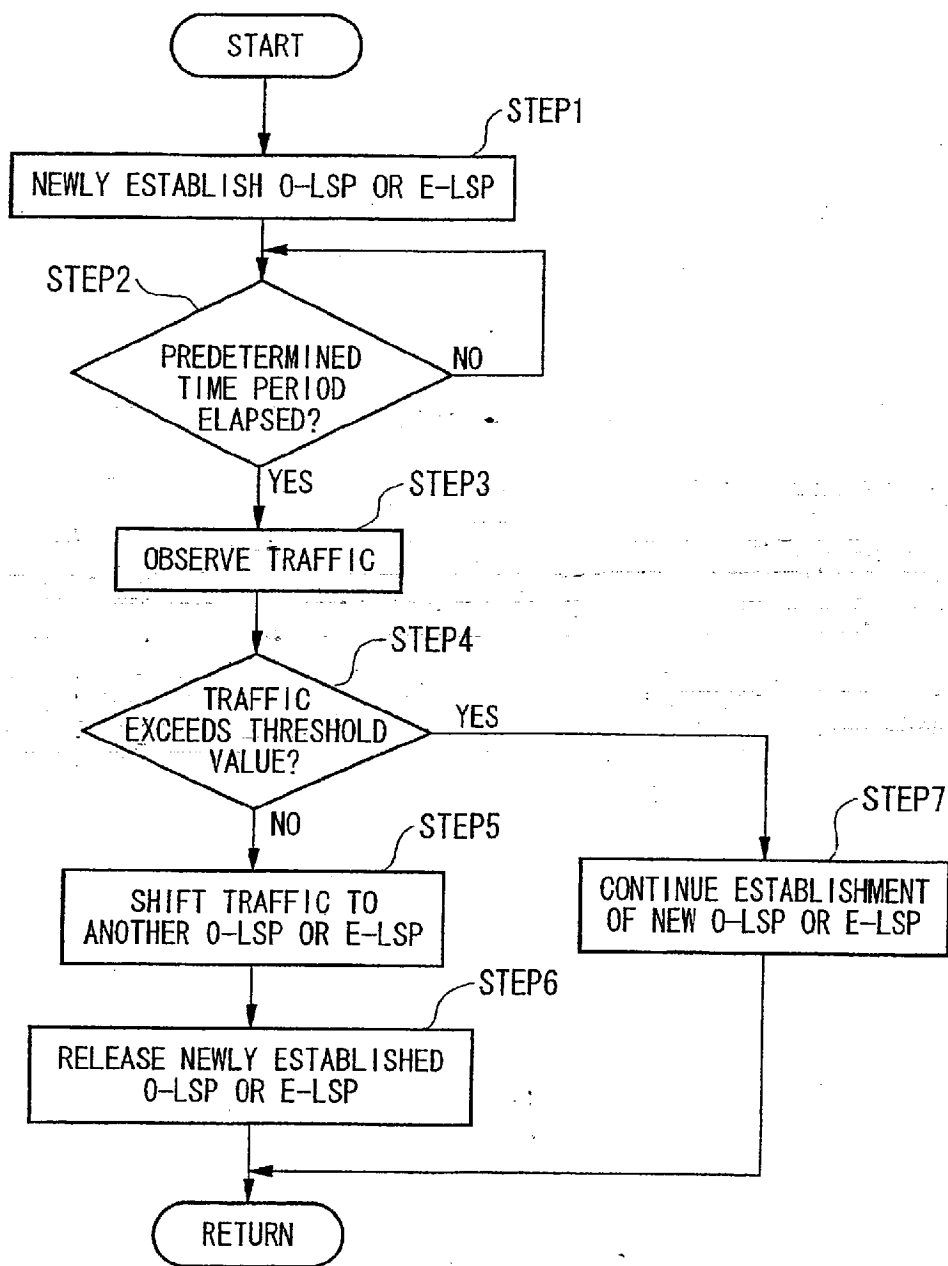 START
STEP1
NEWLY ESTABLISH O-LSP OR E-LSP
STEP2
PREDETERMINED
TIME PERIOD
ELAPSED?
NO
YES
STEP3
OBSERVE TRAFFIC
STEP4
TRAFFIC
EXCEEDS THRESHOLD
VALUE?
YES
NO
STEP5
SHIFT TRAFFIC TO
ANOTHER O-LSP OR E-LSP
STEP7
CONTINUE ESTABLISHMENT
OF NEW O-LSP OR E-LSP
STEP6
RELEASE NEWLY ESTABLISHED
O-LSP OR E-LSP
RETURN